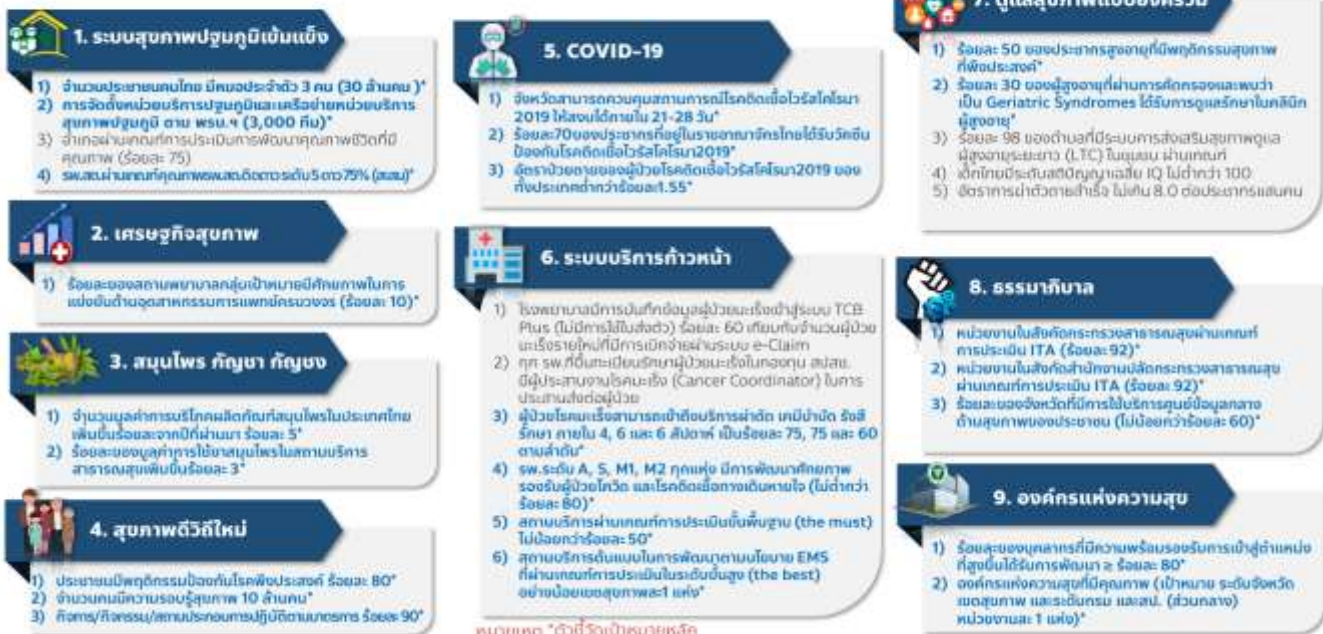 1. ระบบสุขภาพปฐมภูมิเข้มแข็ง
1) จำนวนประชาชนคนไทย มีหมอประจำตัว 3 คน (30 ล้านคน )*
2) การจัดตั้งหน่วยบริการปฐมภูมิและเครือข่ายหน่วยบริการ
สุขภาพปฐมภูมิ ตาม พรบ.ฯ (3,000 ทีม)*
3) อำเภอผ่านเกณฑ์การประเมินการพัฒนาคุณภาพชีวิตที่มี
คุณภาพ (ร้อยละ 75)
4) รพ.สตผ่านเกณฑ์คุณภาพรพ.สตติดดาวระดับ5ดาว75% (สะสม)*
2. เศรษฐกิจสุขภาพ
1) ร้อยละของสถานพยาบาลกลุ่มเป้าหมายมีศักยภาพในการ
แข่งขันด้านอุตสาหกรรมการแพทย์ครบวงจร (ร้อยละ 10)*
3. สมุนไพร กัญชา กัญชง
1) จำนวนมูลค่าการบริโภคผลิตภัณฑ์สมุนไพรในประเทศไทย
เพิ่มขึ้นร้อยละจากปีที่ผ่านมา ร้อยละ 5*
2) ร้อยละของมูลค่าการใช้ยาสมุนไพรในสถานบริการ
สาธารณสุขเพิ่มขึ้นร้อยละ 3*
4. สุขภาพดีวิถีใหม่
1) ประชาชนมีพฤติกรรมป้องกันโรคพึงประสงค์ ร้อยละ 80*
2) จำนวนคนมีความรอบรู้สุขภาพ 10 ล้านคน*
3) กิจการ/กิจกรรม/สถานประกอบการปฏิบัติตามมาตรการ ร้อยละ 90*
5. COVID-19
1) จังหวัดสามารถควบคุมสถานการณ์โรคติดเชื้อไวรัสโคโรนา
2019 ให้สงบได้ภายใน 21-28 วัน*
2) ร้อยละ70ของประชากรที่อยู่ในราชอาณาจักรไทยได้รับวัคซีน
ป้องกันโรคติดเชื้อไวรัสโคโรนา2019*
3) อัตราป่วยตายของผู้ป่วยโรคติดเชื้อไวรัสโคโรนา2019 ของ
ทั้งประเทศต่ำกว่าร้อยละ1.55*
6. ระบบบริการก้าวหน้า
1) โรงพยาบาลมีการบันทึกข้อมูลผู้ป่วยมะเร็งเข้าสู่ระบบ TCB
Plus (ไม่มีการใช้ใบส่งตัว) ร้อยละ 60 เทียบกับจำนวนผู้ป่วย
มะเร็งรายใหม่ที่มีการเบิกจ่ายผ่านระบบ e-Claim
2) ทุก รพ.ที่ขึ้นทะเบียนรักษาผู้ป่วยมะเร็งในกองทุน สปสช.
มีผู้ประสานงานโรคมะเร็ง (Cancer Coordinator) ในการ
ประสานส่งต่อผู้ป่วย
3) ผู้ป่วยโรคมะเร็งสามารถเข้าถึงบริการผ่าตัด เคมีบำบัด รังสี
รักษา ภายใน 4, 6 และ 6 สัปดาห์ เป็นร้อยละ 75, 75 และ 60
ตามลำดับ*
4) รพ.ระดับ A, S, M1, M2 ทุกแห่ง มีการพัฒนาศักยภาพ
รองรับผู้ป่วยโควิด และโรคติดเชื้อทางเดินหายใจ (ไม่ต่ำกว่า
ร้อยละ 80)*
5) สถานบริการผ่านเกณฑ์การประเมินขั้นพื้นฐาน (the must)
ไม่น้อยกว่าร้อยละ 50*
6) สถานบริการต้นแบบในการพัฒนาตามนโยบาย EMS
ที่ผ่านเกณฑ์การประเมินในระดับขั้นสูง (the best)
อย่างน้อยเขตสุขภาพละ1 แห่ง*
หมายเหตุ *ตัวชี้วัดเป้าหมายหลัก
7. ดูแลสุขภาพแบบองค์รวม
1) ร้อยละ 50 ของประชากรสูงอายุที่มีพฤติกรรมสุขภาพ
ที่พึงประสงค์*
2) ร้อยละ 30 ของผู้สูงอายุที่ผ่านการคัดกรองและพบว่า
เป็น Geriatric Syndromes ได้รับการดูแลรักษาในคลินิก
ผู้สูงอายุ*
3) ร้อยละ 98 ของตำบลที่มีระบบการส่งเสริมสุขภาพดูแล
ผู้สูงอายุระยะยาว (LTC) ในชุมชน ผ่านเกณฑ์
4) เด็กไทยมีระดับสติปัญญาเฉลี่ย IQ ไม่ต่ำกว่า 100
5) อัตราการฆ่าตัวตายสำเร็จ ไม่เกิน 8.0 ต่อประชากรแสนคน
8. ธรรมาภิบาล
1) หน่วยงานในสังกัดกระทรวงสาธารณสุขผ่านเกณฑ์
การประเมิน ITA (ร้อยละ 92)*
2) หน่วยงานในสังกัดสำนักงานปลัดกระทรวงสาธารณสุข
ผ่านเกณฑ์การประเมิน ITA (ร้อยละ 92)*
3) ร้อยละของจังหวัดที่มีการใช้บริการศูนย์ข้อมูลกลาง
ด้านสุขภาพของประชาชน (ไม่น้อยกว่าร้อยละ 60)*
9. องค์กรแห่งความสุข
1) ร้อยละของบุคลากรที่มีความพร้อมรองรับการเข้าสู่ตำแหน่ง
ที่สูงขึ้นได้รับการพัฒนา ≥ ร้อยละ 80*
2) องค์กรแห่งความสุขที่มีคุณภาพ (เป้าหมาย ระดับจังหวัด
เขตสุขภาพ และระดับกรม และสป. (ส่วนกลาง)
หน่วยงานละ 1 แห่ง)*